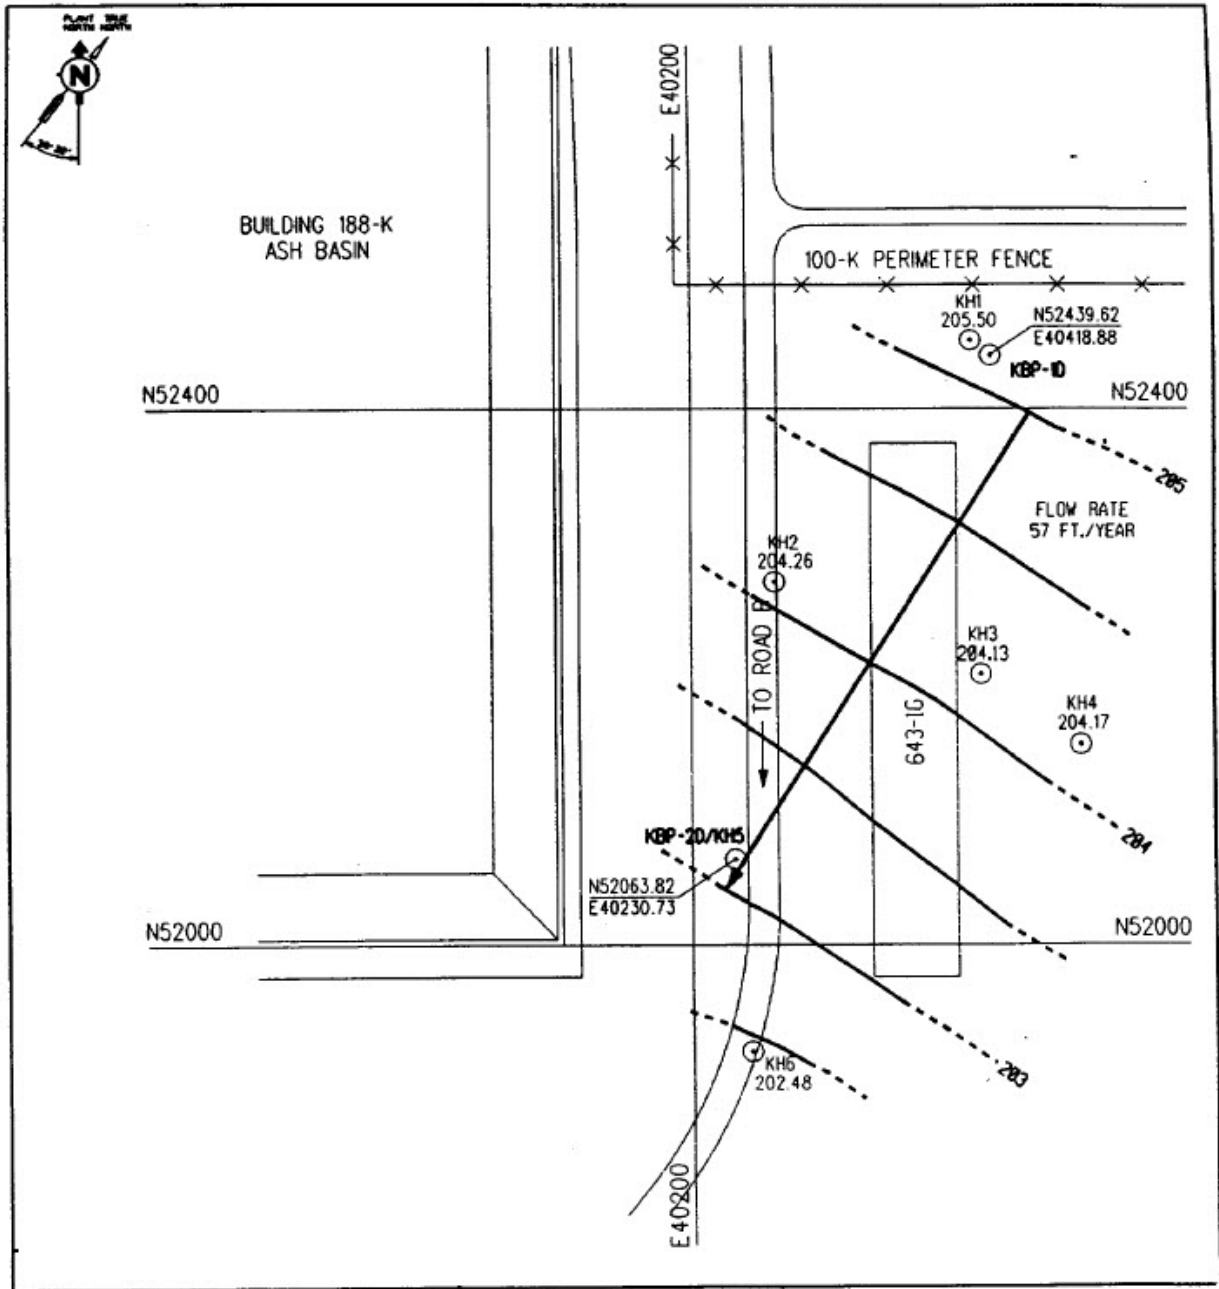 PLANT TRUE
NORTH NORTH
N
E40200
BUILDING 188-K
ASH BASIN
100-K PERIMETER FENCE
KH1
205.50
N52439.62
E40418.88
KBP-1D
N52400
N52400
205
FLOW RATE
57 FT./YEAR
KH2
204.26
TO ROAD B
KH3
204.13
KH4
204.17
643-1G
204
KBP-2D/KH5
N52063.82
E40230.73
N52000
N52000
203
KH6
202.48
E40200